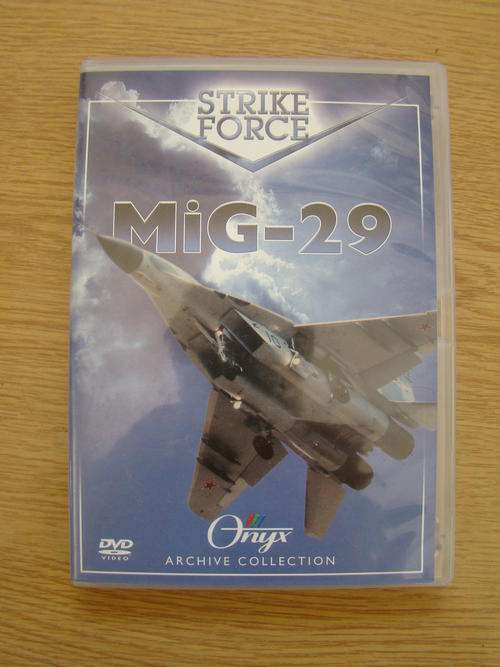 STRIKE
FORCE
MiG-29
Onyx
ARCHIVE COLLECTION
DVD
VIDEO